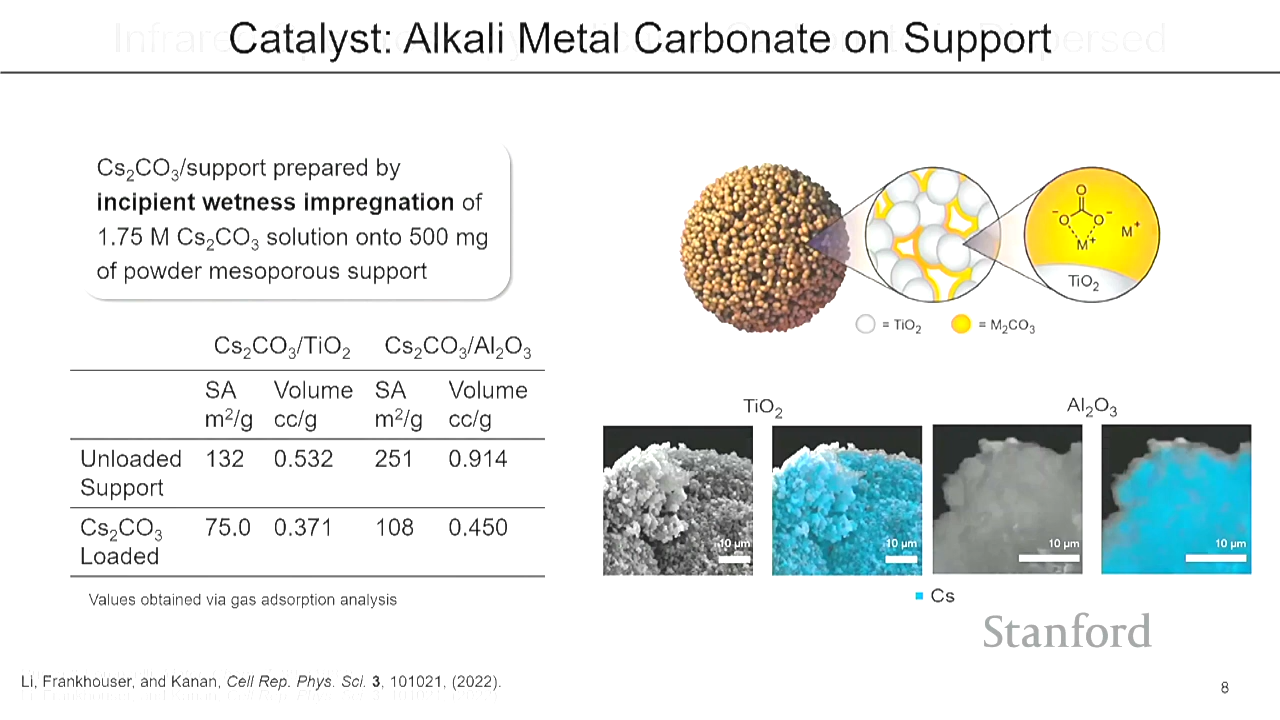 Catalyst: Alkali Metal Carbonate on Support
Cs₂CO₃/support prepared by
incipient wetness impregnation of
1.75 M Cs₂CO₃ solution onto 500 mg
of powder mesoporous support
Cs₂CO₃/TiO₂ Cs₂CO₃/Al₂O₃
SA Volume SA Volume
m²/g cc/g m²/g cc/g
Unloaded 132 0.532 251 0.914
Support
Cs₂CO₃ 75.0 0.371 108 0.450
Loaded
Values obtained via gas adsorption analysis
O
⁻O O⁻
M⁺ M⁺
TiO₂
= TiO₂ = M₂CO₃
TiO₂ Al₂O₃
10 µm 10 µm 10 µm 10 µm
Cs
Stanford
Li, Frankhouser, and Kanan, Cell Rep. Phys. Sci. 3, 101021, (2022).
8